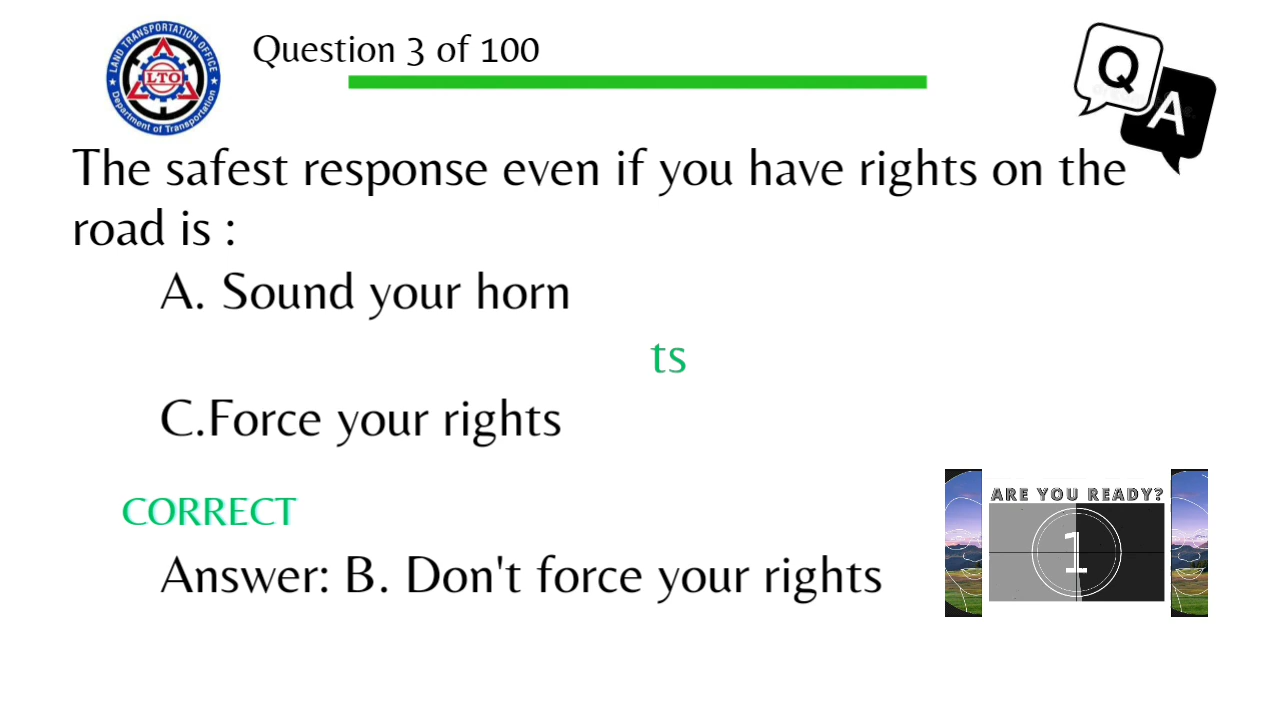 LAND TRANSPORTATION OFFICE
LTO
Department of Transportation
Question 3 of 100
Q
A
The safest response even if you have rights on the
road is :
A. Sound your horn
ts
C.Force your rights
CORRECT
Answer: B. Don't force your rights
ARE YOU READY?
1